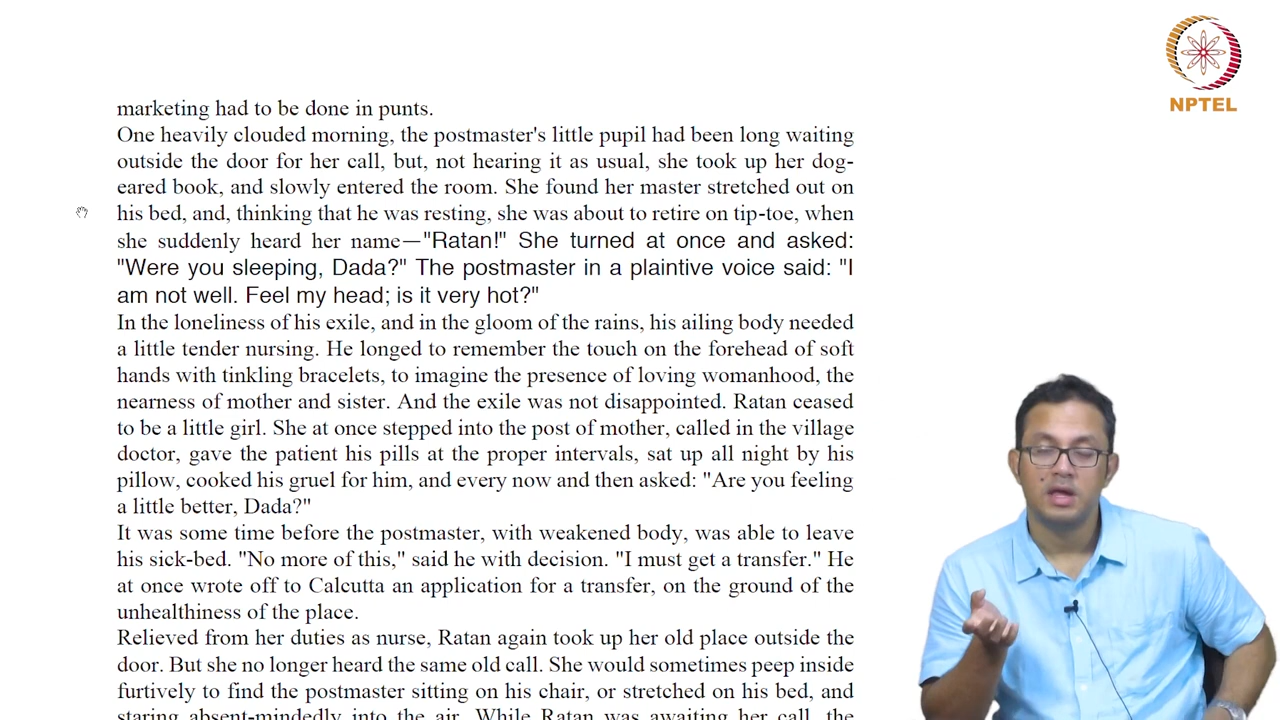 NPTEL
marketing had to be done in punts.
One heavily clouded morning, the postmaster's little pupil had been long waiting
outside the door for her call, but, not hearing it as usual, she took up her dog-
eared book, and slowly entered the room. She found her master stretched out on
his bed, and, thinking that he was resting, she was about to retire on tip-toe, when
she suddenly heard her name—"Ratan!" She turned at once and asked:
"Were you sleeping, Dada?" The postmaster in a plaintive voice said: "I
am not well. Feel my head; is it very hot?"
In the loneliness of his exile, and in the gloom of the rains, his ailing body needed
a little tender nursing. He longed to remember the touch on the forehead of soft
hands with tinkling bracelets, to imagine the presence of loving womanhood, the
nearness of mother and sister. And the exile was not disappointed. Ratan ceased
to be a little girl. She at once stepped into the post of mother, called in the village
doctor, gave the patient his pills at the proper intervals, sat up all night by his
pillow, cooked his gruel for him, and every now and then asked: "Are you feeling
a little better, Dada?"
It was some time before the postmaster, with weakened body, was able to leave
his sick-bed. "No more of this," said he with decision. "I must get a transfer." He
at once wrote off to Calcutta an application for a transfer, on the ground of the
unhealthiness of the place.
Relieved from her duties as nurse, Ratan again took up her old place outside the
door. But she no longer heard the same old call. She would sometimes peep inside
furtively to find the postmaster sitting on his chair, or stretched on his bed, and
staring absent-mindedly into the air. While Ratan was awaiting her call, the